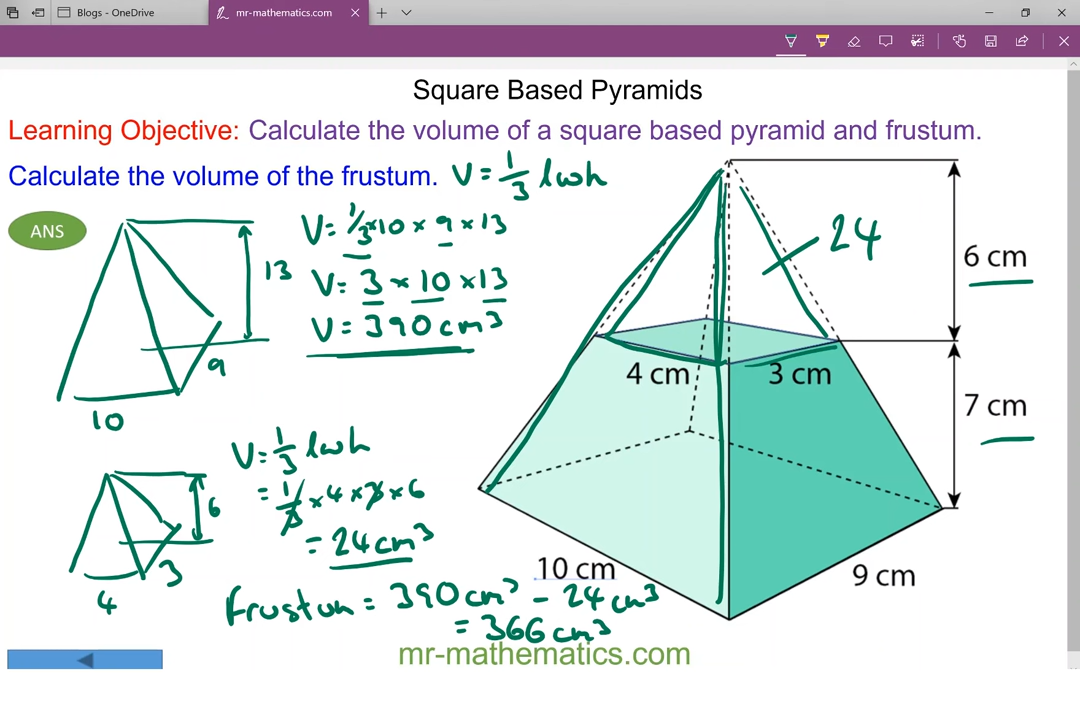 Blogs - OneDrive
mr-mathematics.com
Square Based Pyramids
Learning Objective: Calculate the volume of a square based pyramid and frustum.
Calculate the volume of the frustum. V = 1/3 lwh
ANS
13
10
9
V = 1/3 × 10 × 9 × 13
V = 3 × 10 × 13
V = 390 cm³
24
6 cm
4 cm
3 cm
7 cm
10 cm
9 cm
6
4
3
V = 1/3 lwh
= 1/3 × 4 × 3 × 6
= 24 cm³
frustum = 390 cm³ - 24 cm³
= 366 cm³
mr-mathematics.com